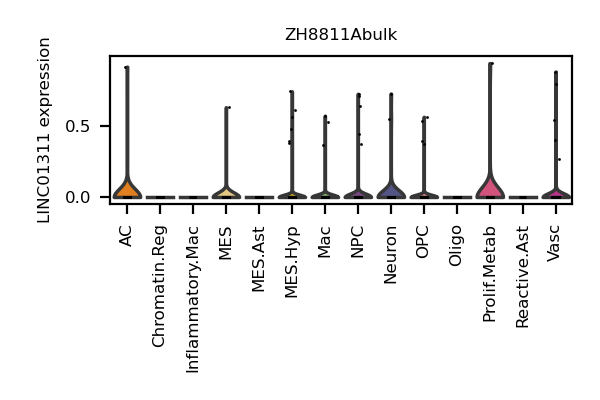 ZH8811Abulk
LINC01311 expression
0.5
0.0
AC
Chromatin.Reg
Inflammatory.Mac
MES
MES.Ast
MES.Hyp
Mac
NPC
Neuron
OPC
Oligo
Prolif.Metab
Reactive.Ast
Vasc